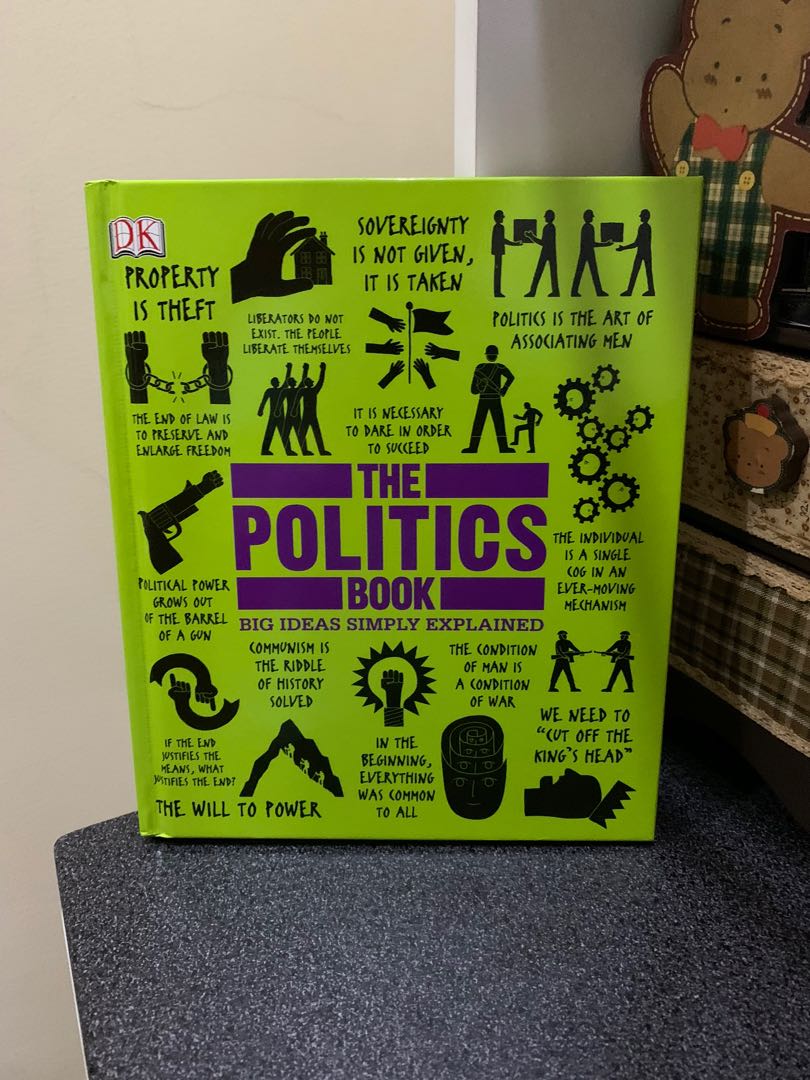 DK
PROPERTY
IS THEFT
SOVEREIGNTY
IS NOT GIVEN,
IT IS TAKEN
LIBERATORS DO NOT
EXIST. THE PEOPLE
LIBERATE THEMSELVES
POLITICS IS THE ART OF
ASSOCIATING MEN
THE END OF LAW IS
TO PRESERVE AND
ENLARGE FREEDOM
IT IS NECESSARY
TO DARE IN ORDER
TO SUCCEED
THE
POLITICS
BOOK
BIG IDEAS SIMPLY EXPLAINED
THE INDIVIDUAL
IS A SINGLE
COG IN AN
EVER-MOVING
MECHANISM
POLITICAL POWER
GROWS OUT
OF THE BARREL
OF A GUN
COMMUNISM IS
THE RIDDLE
OF HISTORY
SOLVED
THE CONDITION
OF MAN IS
A CONDITION
OF WAR
WE NEED TO
"CUT OFF THE
KING'S HEAD"
IF THE END
JUSTIFIES THE
MEANS, WHAT
JUSTIFIES THE END?
IN THE
BEGINNING,
EVERYTHING
WAS COMMON
TO ALL
THE WILL TO POWER